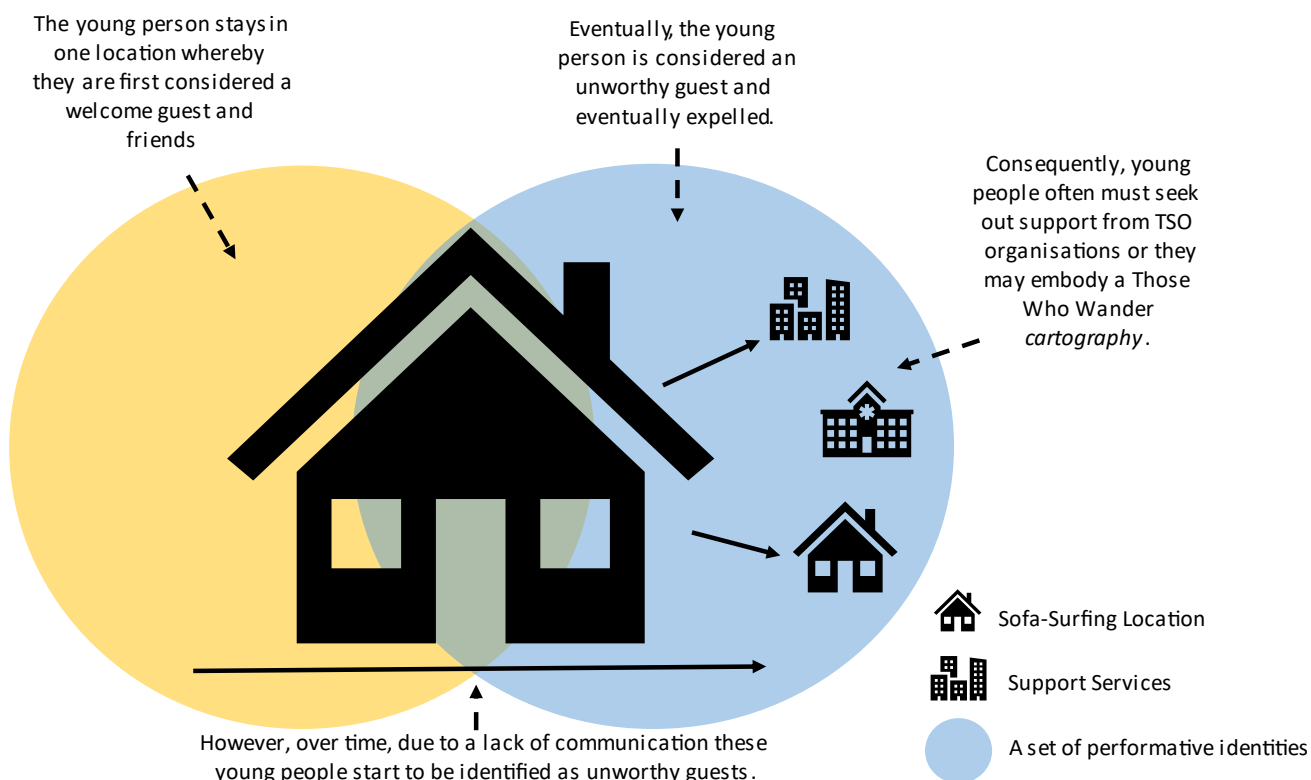 The young person stays in
one location whereby
they are first considered a
welcome guest and
friends
Eventually, the young
person is considered an
unworthy guest and
eventually expelled.
Consequently, young
people often must seek
out support from TSO
organisations or they
may embody a Those
Who Wander
cartography.
Sofa-Surfing Location
Support Services
A set of performative identities
However, over time, due to a lack of communication these
young people start to be identified as unworthy guests.